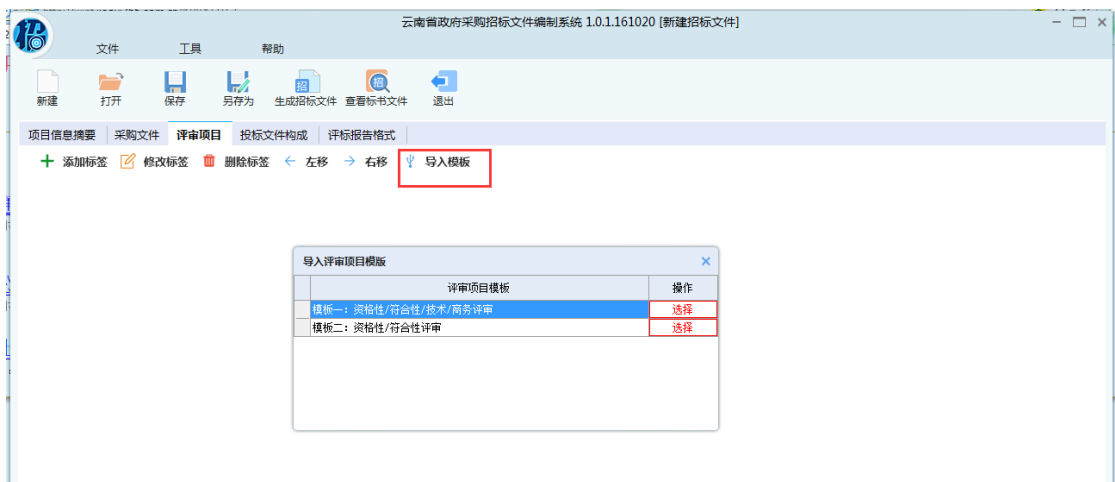 云南省政府采购招标文件编制系统 1.0.1.161020 [新建招标文件]
文件 工具 帮助
新建 打开 保存 另存为 生成招标文件 查看标书文件 退出
项目信息摘要 采购文件 评审项目 投标文件构成 评标报告格式
添加标签 修改标签 删除标签 左移 右移 导入模板
导入评审项目模版
评审项目模板 操作
模板一：资格性/符合性/技术/商务评审 选择
模板二：资格性/符合性评审 选择